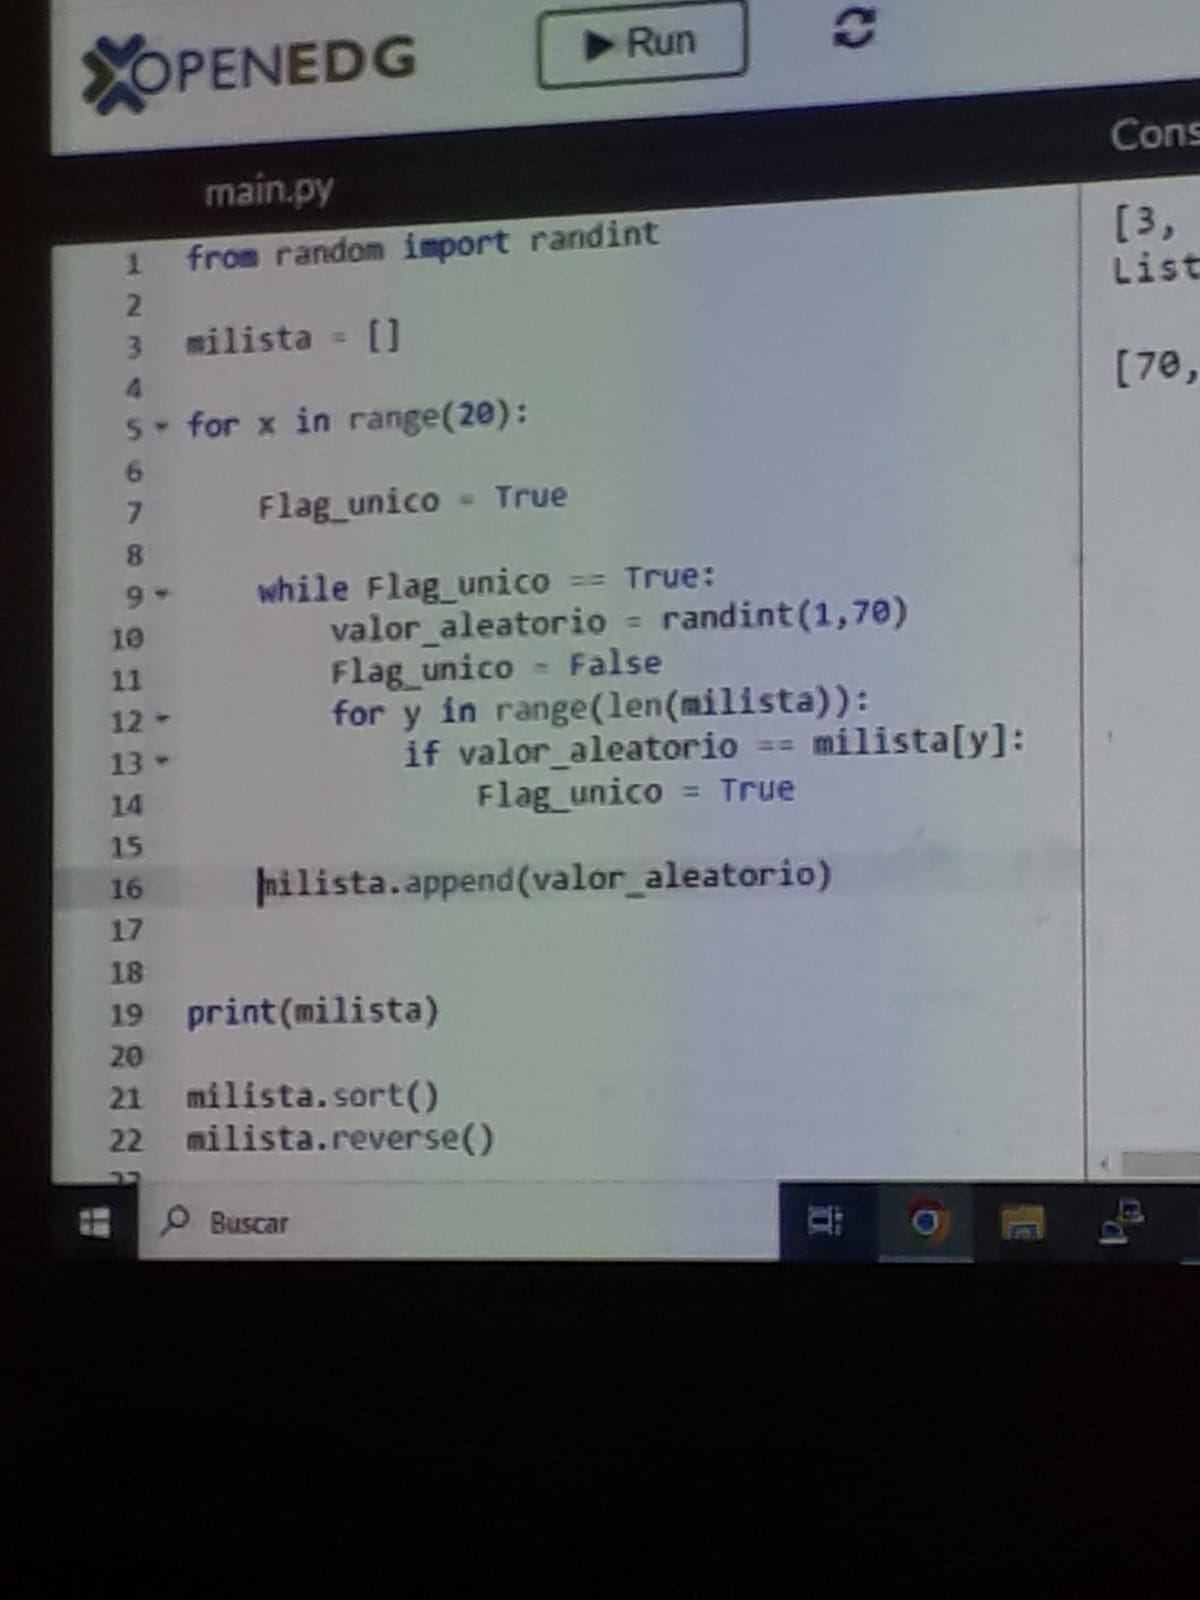 OPENEDG
Run
main.py
Cons
1 from random import randint
2
3 milista = []
4
5 for x in range(20):
6
7 Flag_unico = True
8
9 while Flag_unico == True:
10 valor_aleatorio = randint(1,70)
11 Flag_unico = False
12 for y in range(len(milista)):
13 if valor_aleatorio == milista[y]:
14 Flag_unico = True
15
16 milista.append(valor_aleatorio)
17
18
19 print(milista)
20
21 milista.sort()
22 milista.reverse()
[3,
List
[70,
Buscar